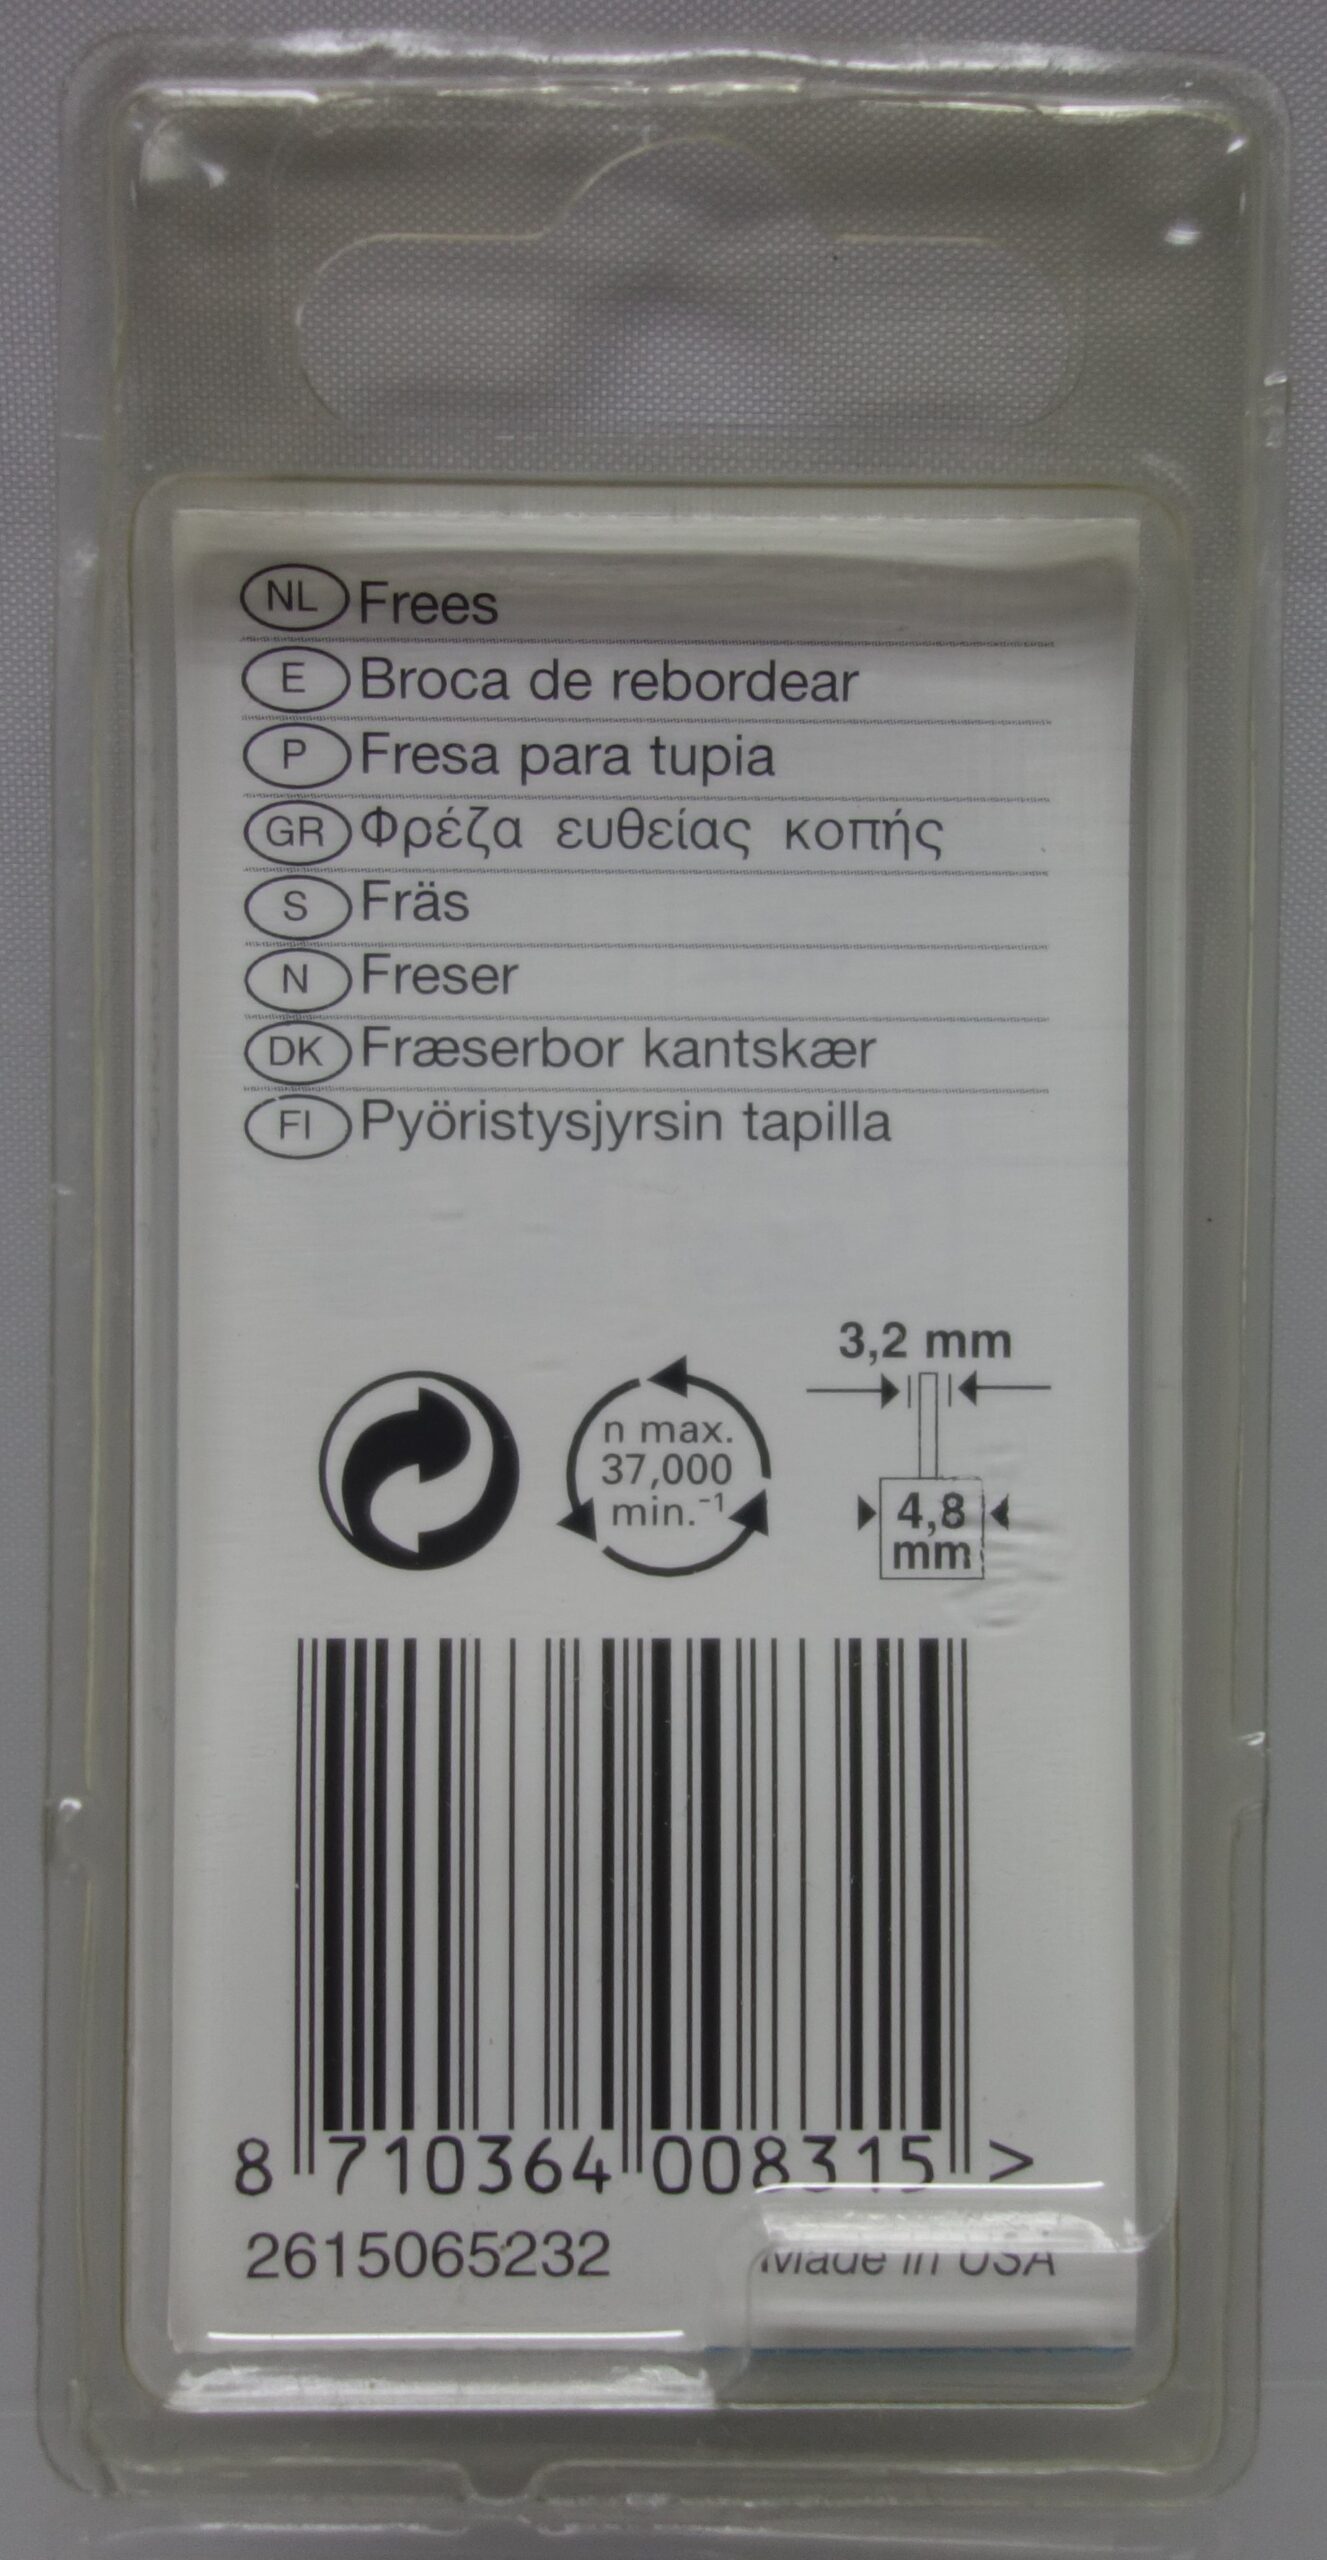 NL Frees
E Broca de rebordear
P Fresa para tupia
GR Φρέζα ευθείας κοπής
S Fräs
N Freser
DK Fræserbor kantskær
FI Pyöristysjyrsin tapilla
3,2 mm
n max.
37,000
min.⁻¹
4,8
mm
8 710364 008315 >
2615065232 Made in USA